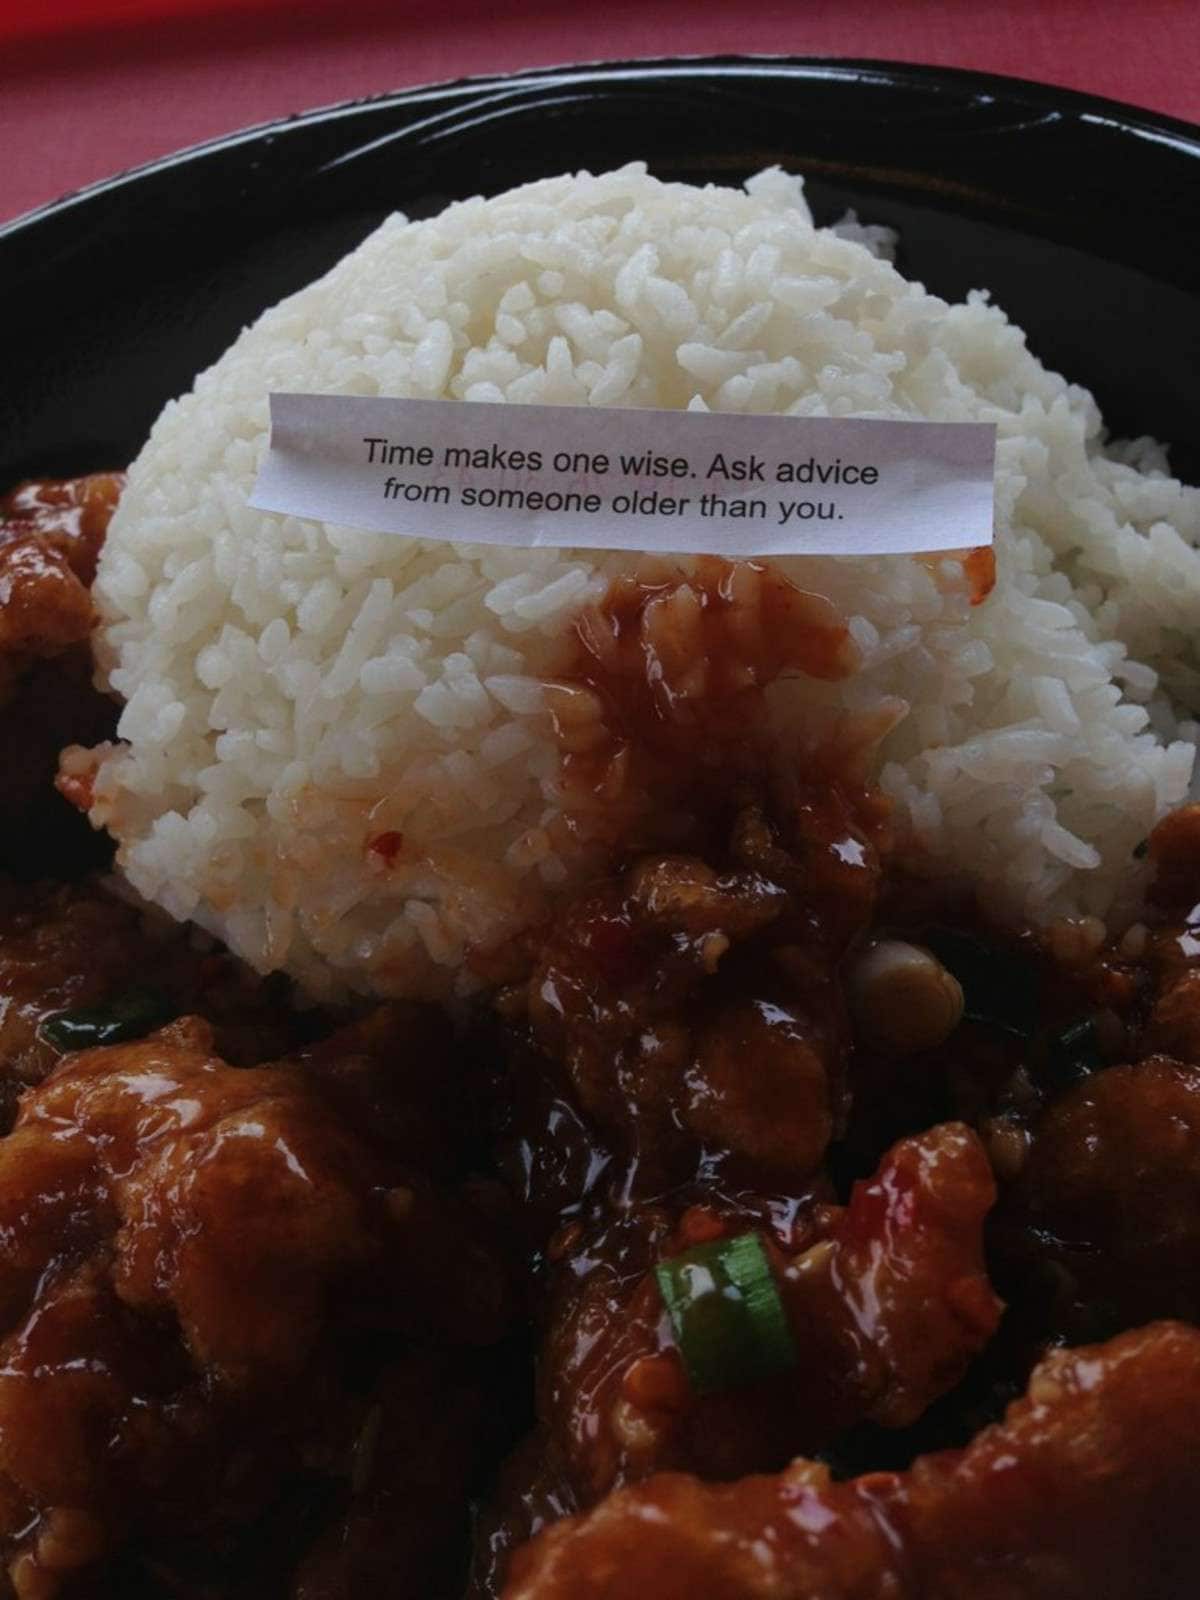 Time makes one wise. Ask advice
from someone older than you.